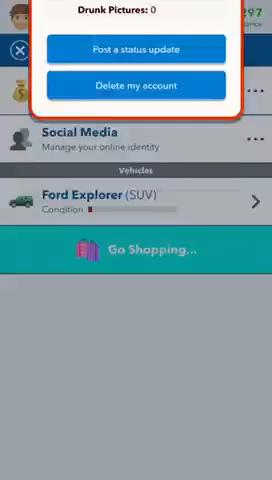 Drunk Pictures: 0
297
Post a status update
Delete my account
Social Media
Manage your online identity
Vehicles
Ford Explorer (SUV)
Condition
Go Shopping...